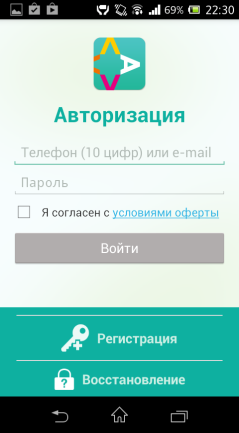 69% 22:30
A
Авторизация
Телефон (10 цифр) или e-mail
Пароль
Я согласен с условиями оферты
Войти
Регистрация
Восстановление